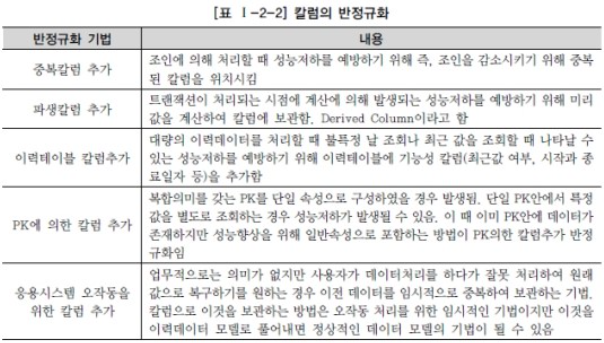 [표 Ⅰ-2-2] 칼럼의 반정규화
반정규화 기법 내용
중복칼럼 추가
조인에 의해 처리할 때 성능저하를 예방하기 위해 즉, 조인을 감소시키기 위해 중복
된 칼럼을 위치시킴
파생칼럼 추가
트랜잭션이 처리되는 시점에 계산에 의해 발생되는 성능저하를 예방하기 위해 미리
값을 계산하여 칼럼에 보관함. Derived Column이라고 함
이력테이블 칼럼추가
대량의 이력데이터를 처리할 때 불특정 날 조회나 최근 값을 조회할 때 나타날 수
있는 성능저하를 예방하기 위해 이력테이블에 기능성 칼럼(최근값 여부, 시작과 종
료일자 등)을 추가함
PK에 의한 칼럼 추가
복합의미를 갖는 PK를 단일 속성으로 구성하였을 경우 발생됨. 단일 PK안에서 특정
값을 별도로 조회하는 경우 성능저하가 발생될 수 있음. 이 때 이미 PK안에 데이터가
존재하지만 성능향상을 위해 일반속성으로 포함하는 방법이 PK의한 칼럼추가 반정
규화임
응용시스템 오작동을
위한 칼럼 추가
업무적으로는 의미가 없지만 사용자가 데이터처리를 하다가 잘못 처리하여 원래
값으로 복구하기를 원하는 경우 이전 데이터를 임시적으로 중복하여 보관하는 기법.
칼럼으로 이것을 보관하는 방법은 오작동 처리를 위한 임시적인 기법이지만 이것을
이력데이터 모델로 풀어내면 정상적인 데이터 모델의 기법이 될 수 있음